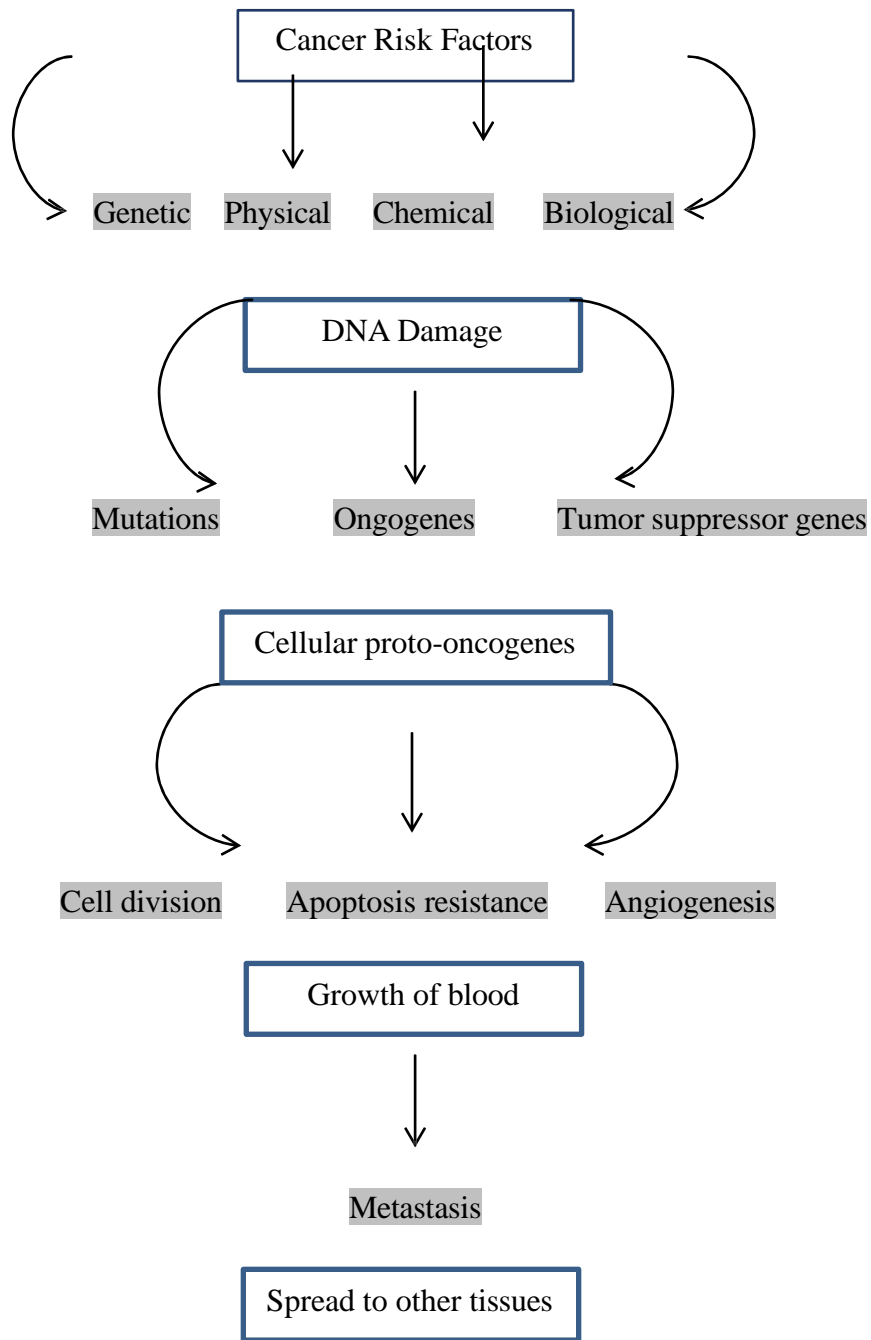 Cancer Risk Factors
Genetic Physical Chemical Biological
DNA Damage
Mutations Ongogenes Tumor suppressor genes
Cellular proto-oncogenes
Cell division Apoptosis resistance Angiogenesis
Growth of blood
Metastasis
Spread to other tissues